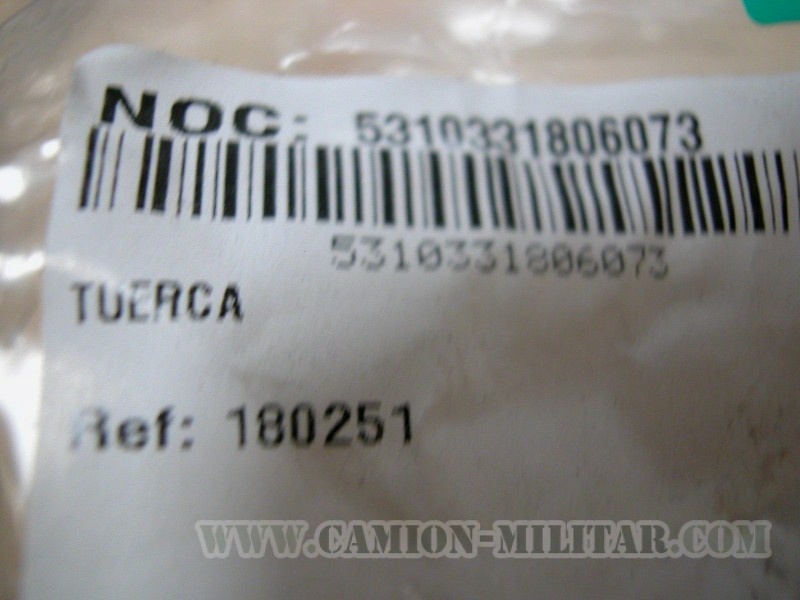 NOC: 5310331806073
5310331806073
TUERCA
Ref: 180251
WWW.CAMION-MILITAR.COM